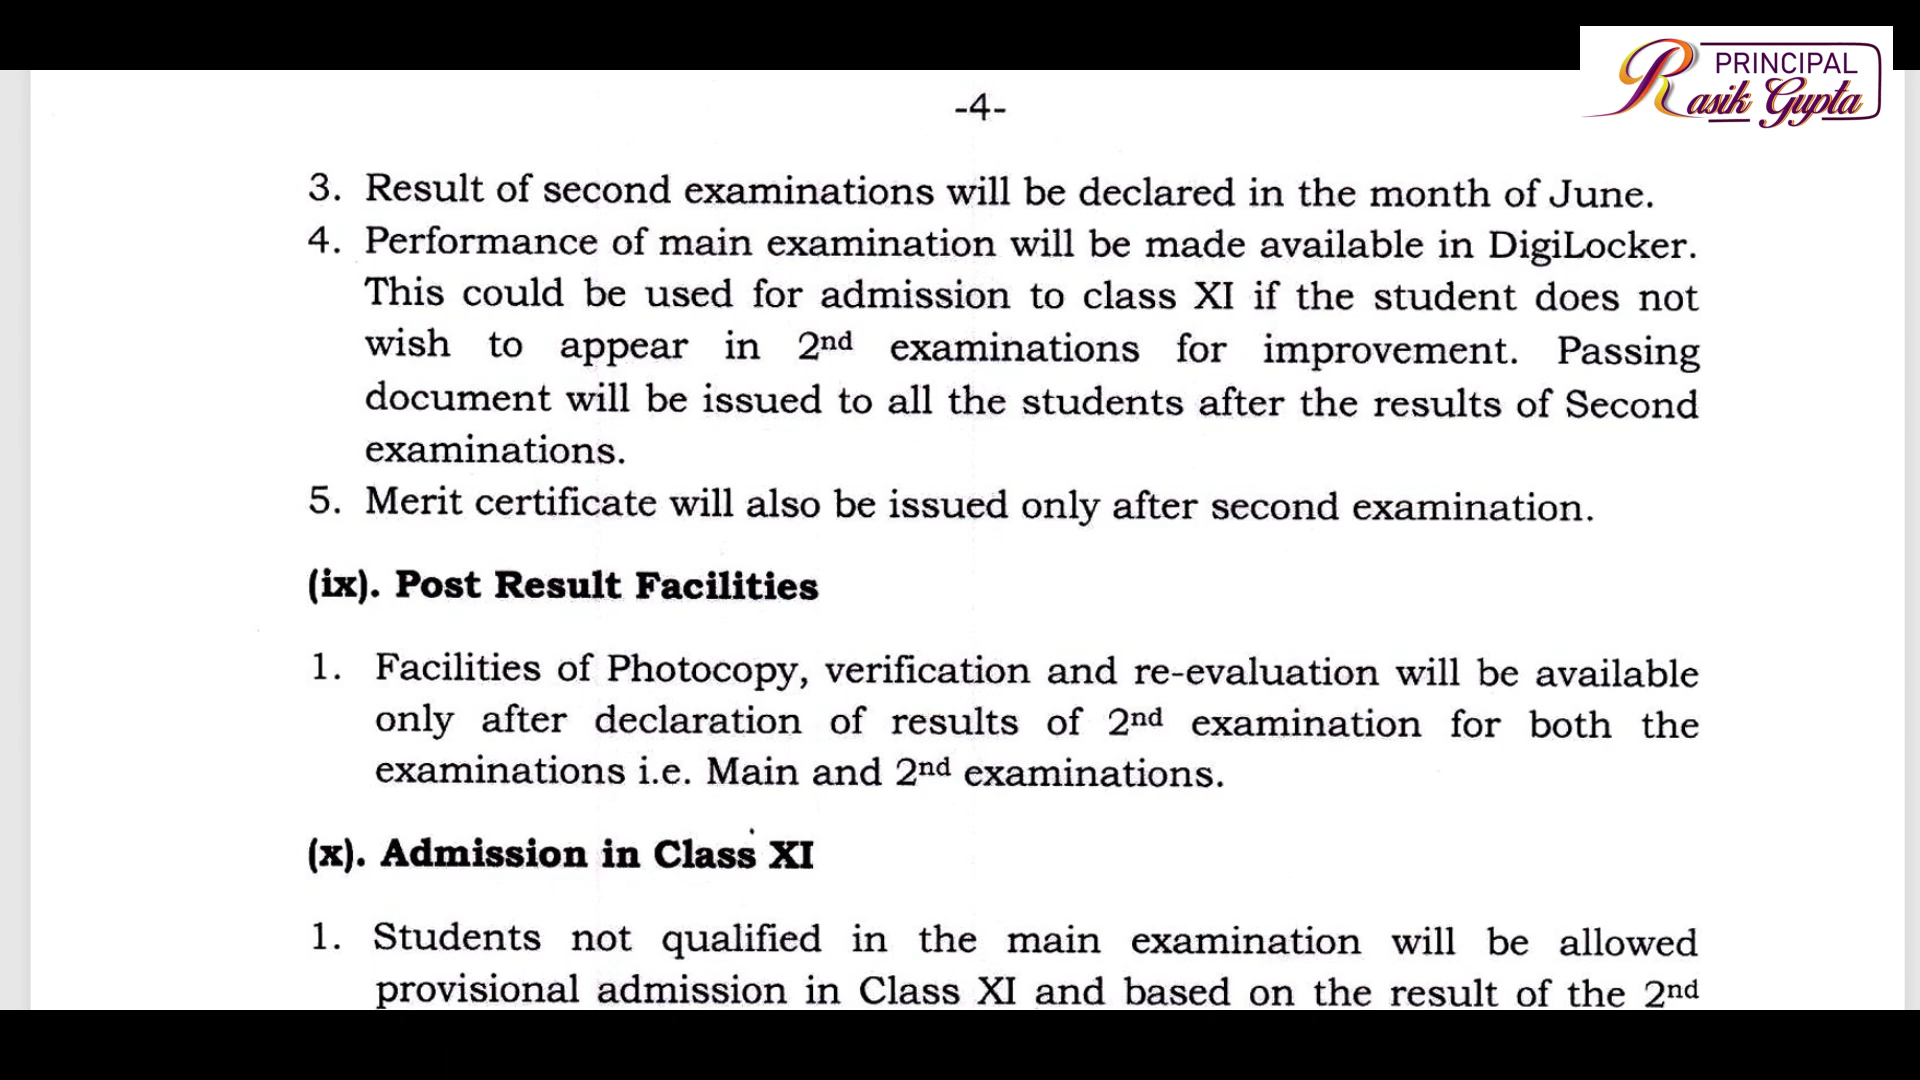 PRINCIPAL
Rasik Gupta
-4-
3. Result of second examinations will be declared in the month of June.
4. Performance of main examination will be made available in DigiLocker.
This could be used for admission to class XI if the student does not
wish to appear in 2nd examinations for improvement. Passing
document will be issued to all the students after the results of Second
examinations.
5. Merit certificate will also be issued only after second examination.
(ix). Post Result Facilities
1. Facilities of Photocopy, verification and re-evaluation will be available
only after declaration of results of 2nd examination for both the
examinations i.e. Main and 2nd examinations.
(x). Admission in Class XI
1. Students not qualified in the main examination will be allowed
provisional admission in Class XI and based on the result of the 2nd